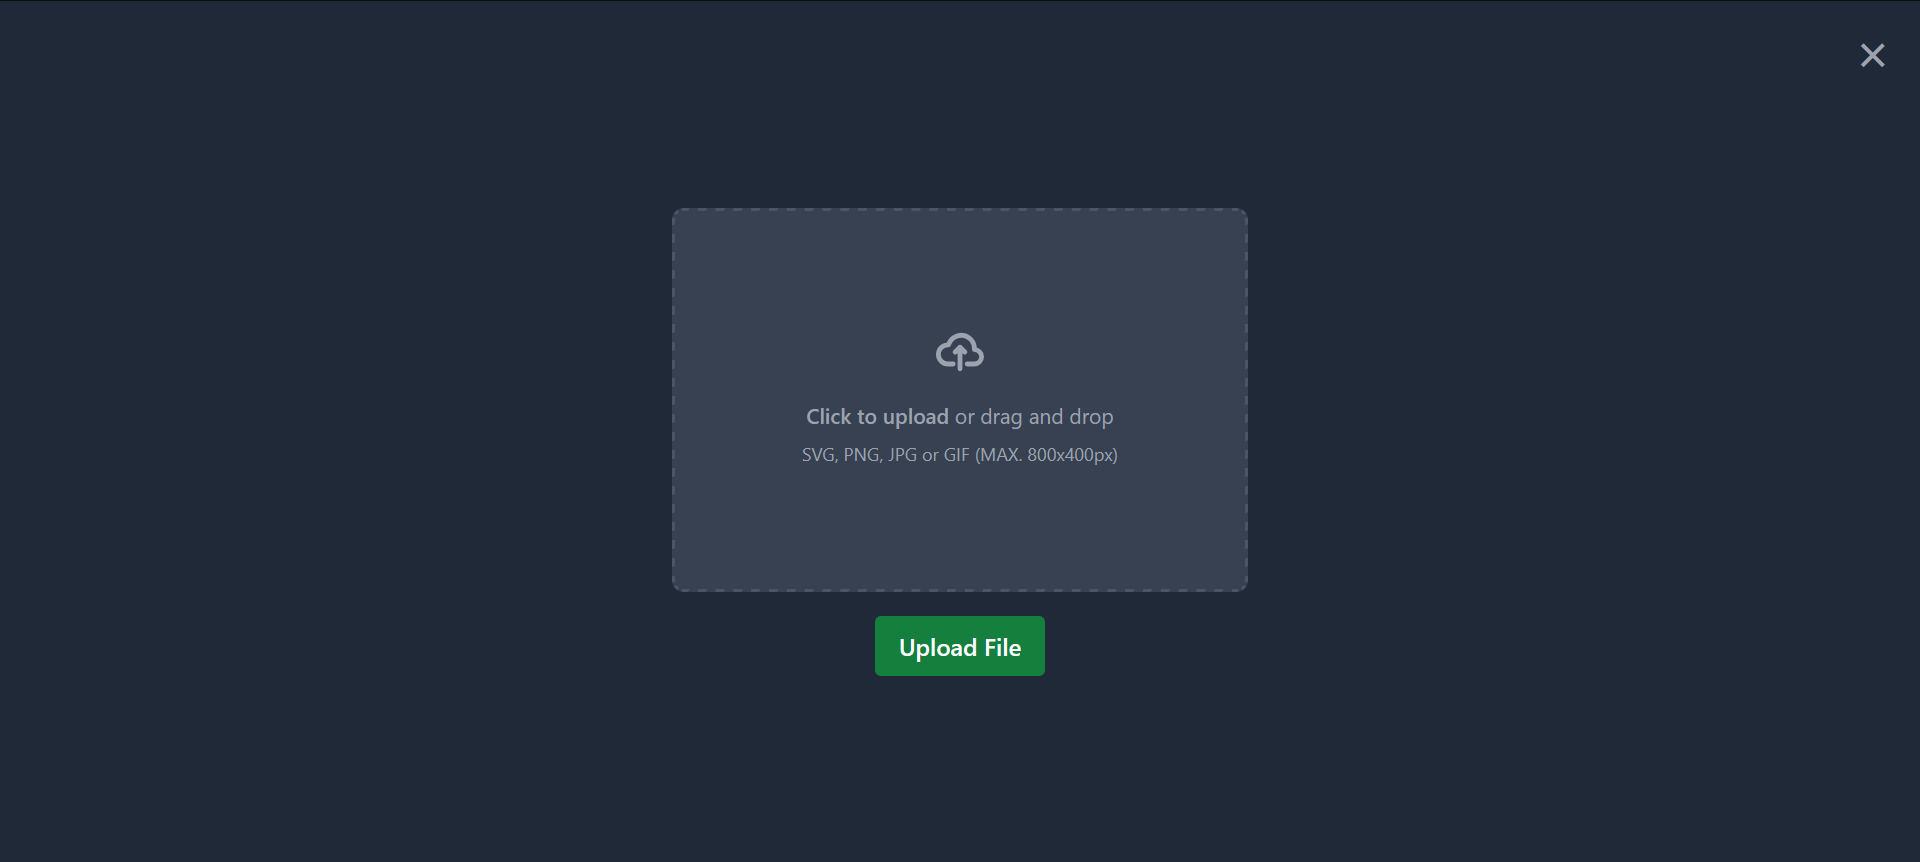 Click to upload or drag and drop
SVG, PNG, JPG or GIF (MAX. 800x400px)
Upload File